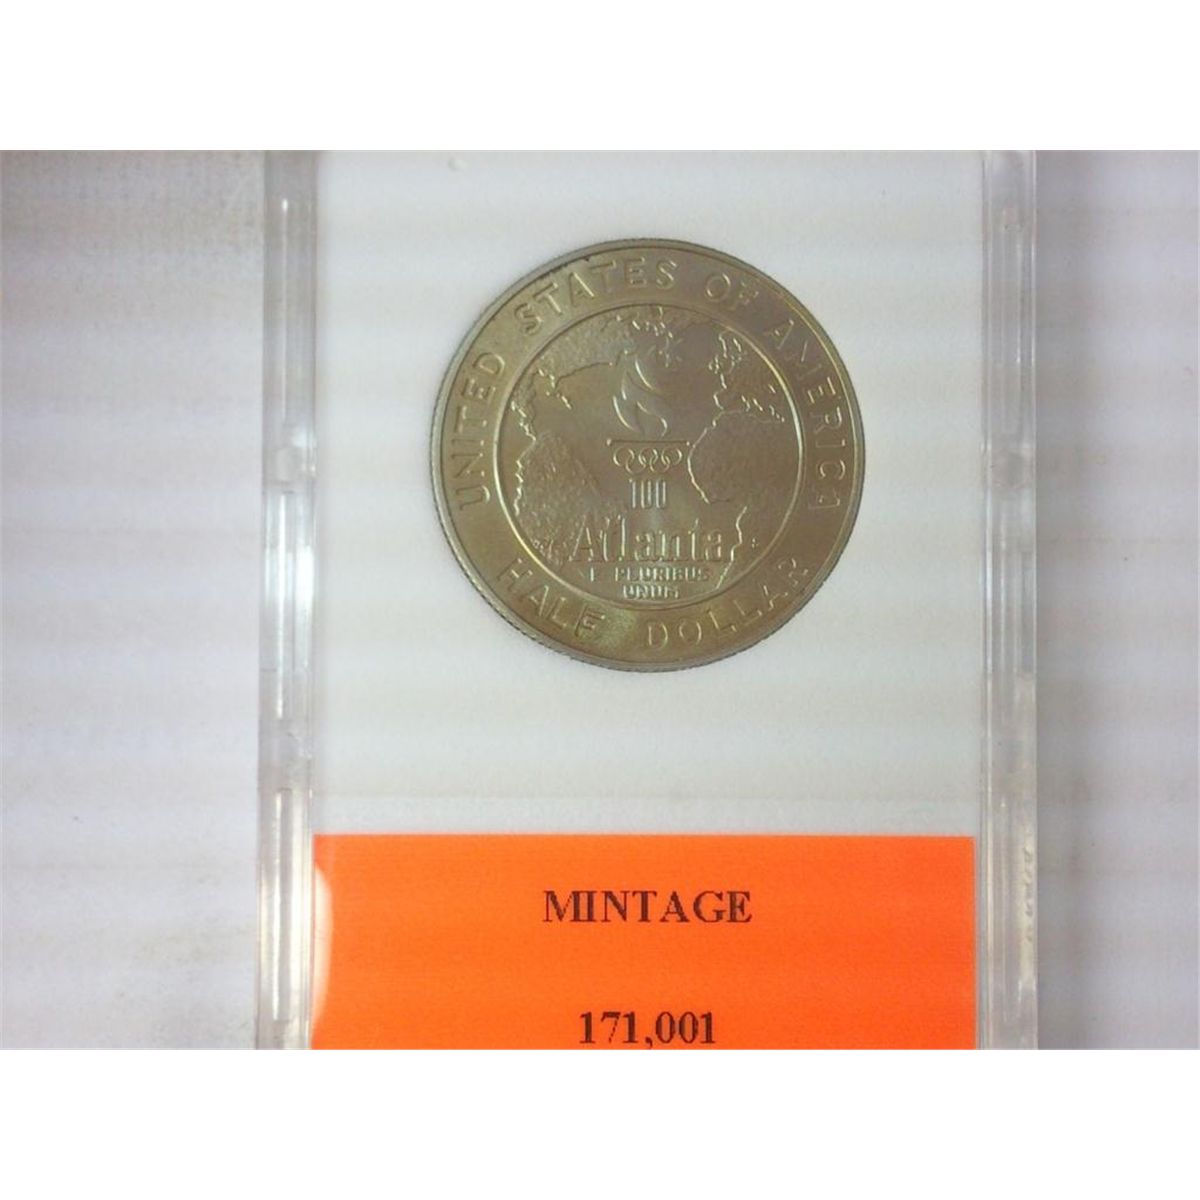 UNITED STATES OF AMERICA
100
Atlanta
E PLURIBUS
UNUM
HALF DOLLAR
MINTAGE
171,001